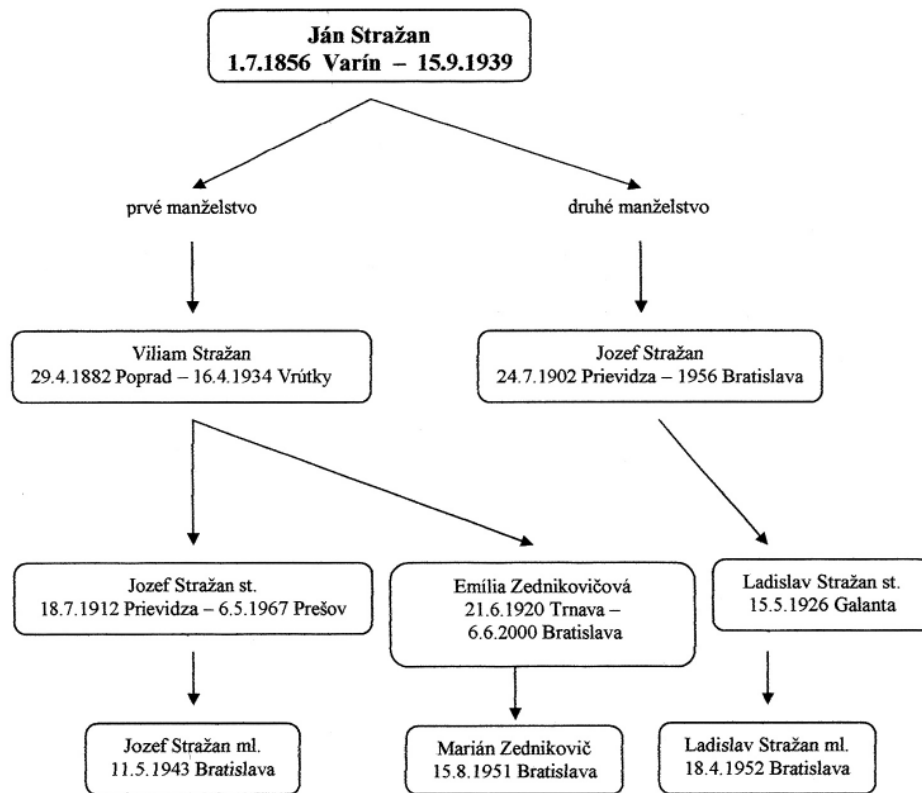 Ján Stražan
1.7.1856 Varín – 15.9.1939
prvé manželstvo
druhé manželstvo
Viliam Stražan
29.4.1882 Poprad – 16.4.1934 Vrútky
Jozef Stražan
24.7.1902 Prievidza – 1956 Bratislava
Jozef Stražan st.
18.7.1912 Prievidza – 6.5.1967 Prešov
Emília Zednikovičová
21.6.1920 Trnava –
6.6.2000 Bratislava
Ladislav Stražan st.
15.5.1926 Galanta
Jozef Stražan ml.
11.5.1943 Bratislava
Marián Zednikovič
15.8.1951 Bratislava
Ladislav Stražan ml.
18.4.1952 Bratislava